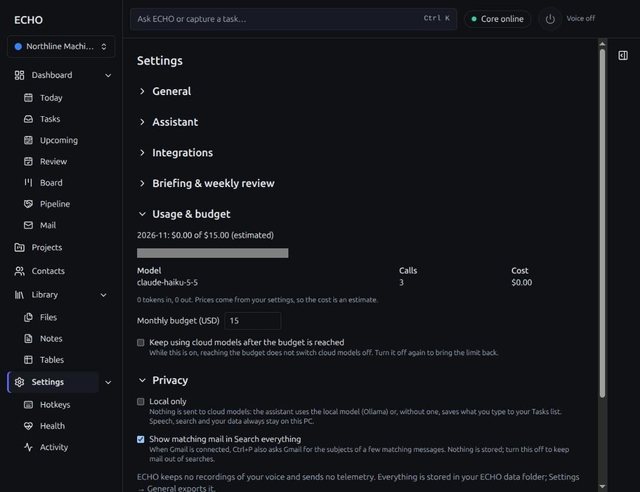 ECHO
Ask ECHO or capture a task...
Ctrl K
Core online
Voice off
Northline Machi...
Dashboard
Today
Tasks
Upcoming
Review
Board
Pipeline
Mail
Projects
Contacts
Library
Files
Notes
Tables
Settings
Hotkeys
Health
Activity
Settings
General
Assistant
Integrations
Briefing & weekly review
Usage & budget
2026-11: $0.00 of $15.00 (estimated)
Model Calls Cost
claude-haiku-5-5 3 $0.00
0 tokens in, 0 out. Prices come from your settings, so the cost is an estimate.
Monthly budget (USD) 15
Keep using cloud models after the budget is reached
While this is on, reaching the budget does not switch cloud models off. Turn it off again to bring the limit back.
Privacy
Local only
Nothing is sent to cloud models: the assistant uses the local model (Ollama) or, without one, saves what you type to your Tasks list.
Speech, search and your data always stay on this PC.
Show matching mail in Search everything
When Gmail is connected, Ctrl+P also asks Gmail for the subjects of a few matching messages. Nothing is stored; turn this off to keep
mail out of searches.
ECHO keeps no recordings of your voice and sends no telemetry. Everything is stored in your ECHO data folder; Settings
→ General exports it.